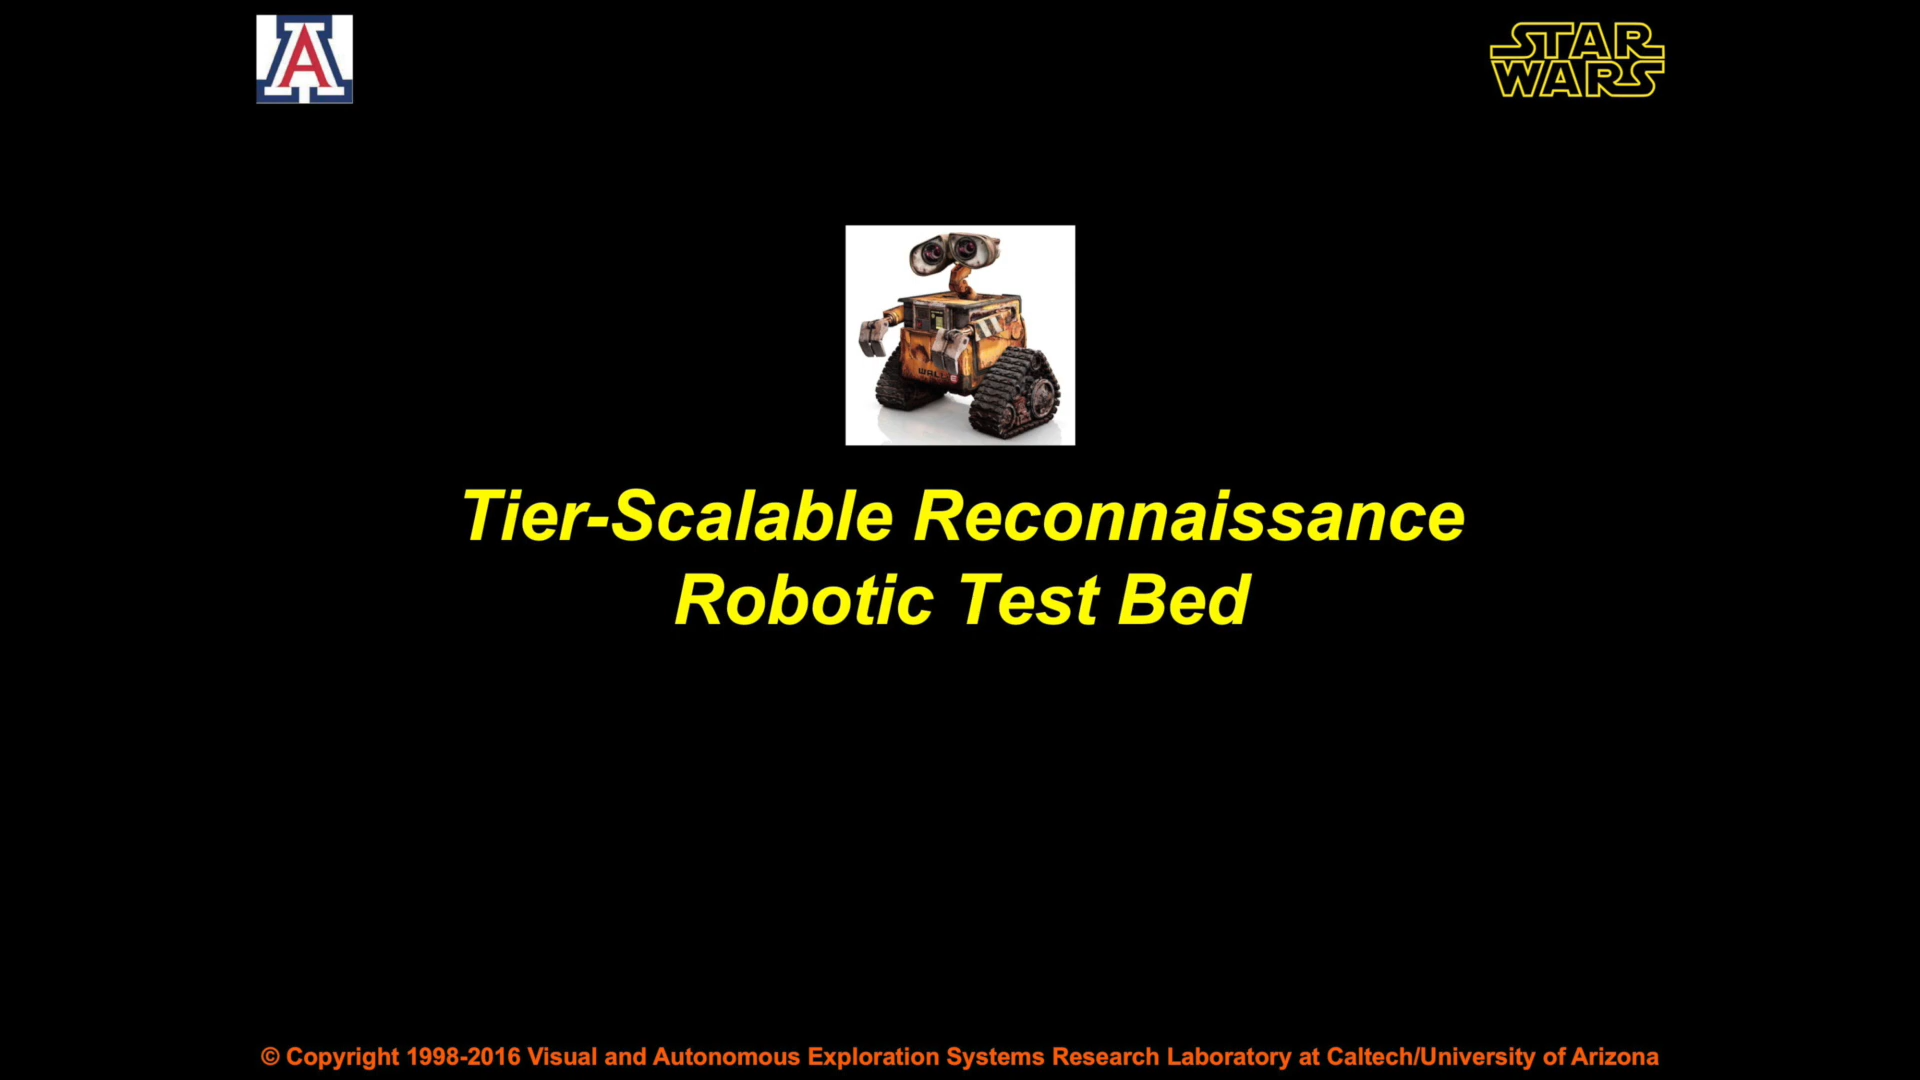 A
STAR
WARS
WALL
Tier-Scalable Reconnaissance
Robotic Test Bed
© Copyright 1998-2016 Visual and Autonomous Exploration Systems Research Laboratory at Caltech/University of Arizona